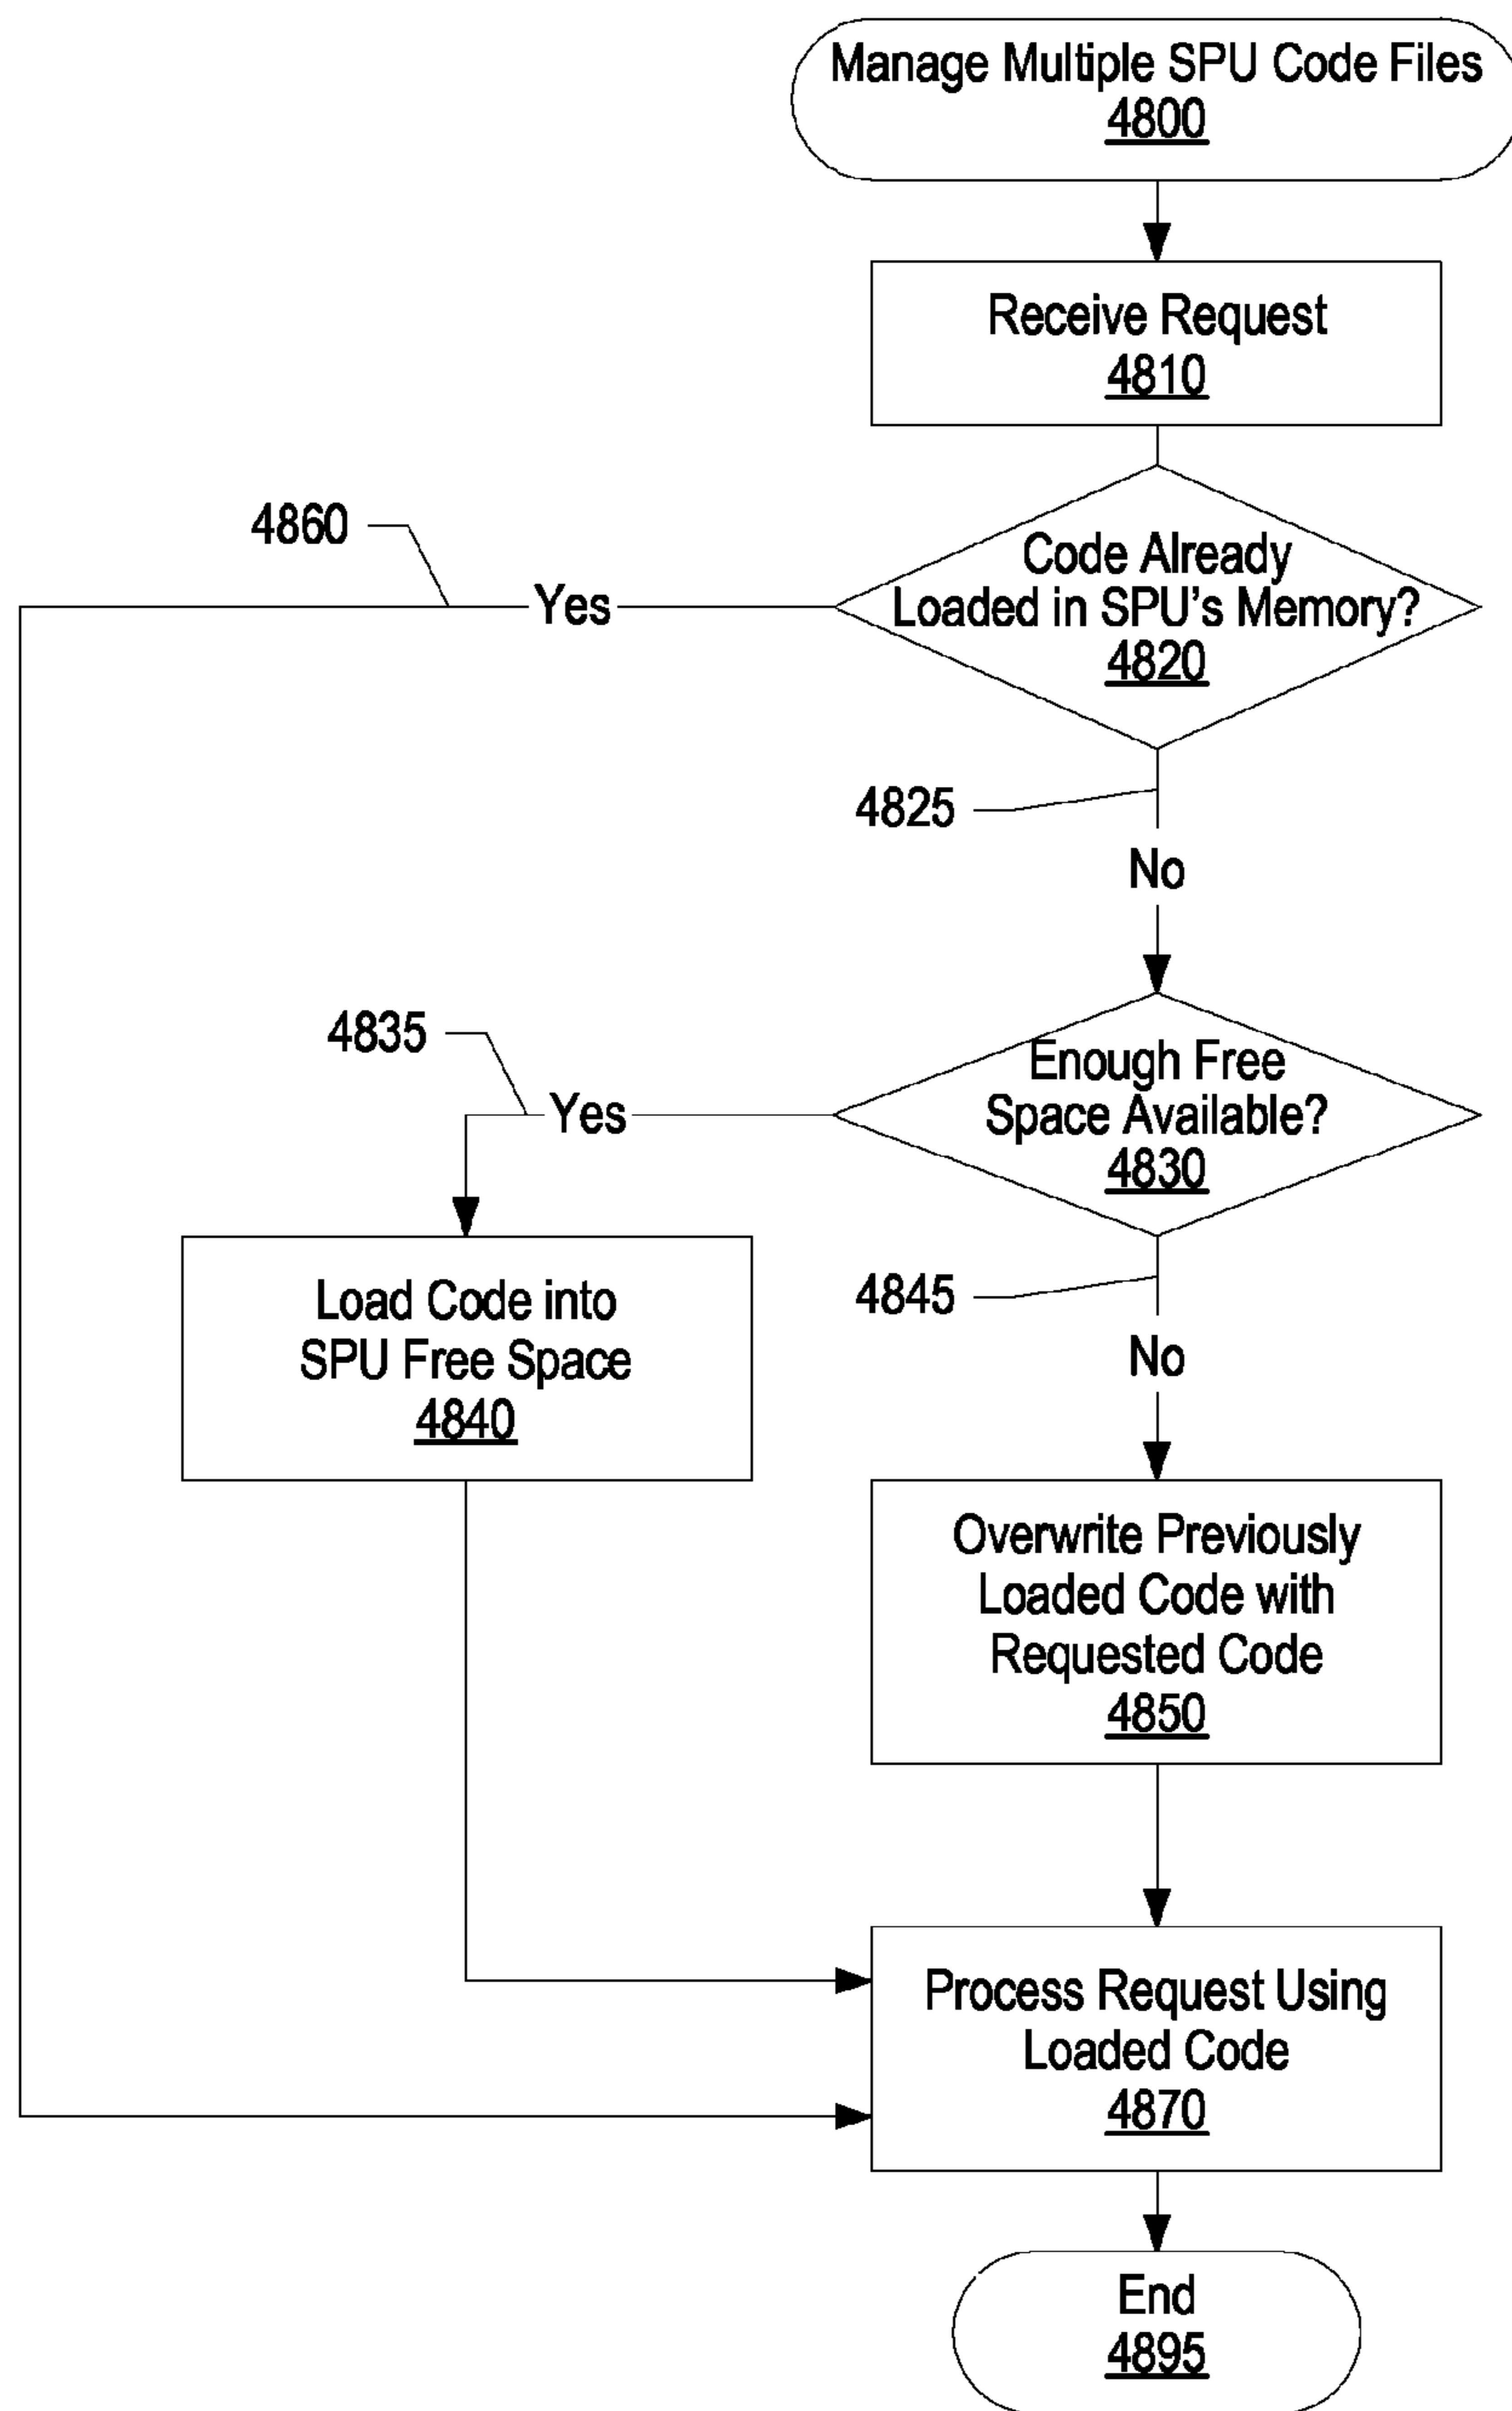 Manage Multiple SPU Code Files
4800
Receive Request
4810
4860
Yes
Code Already
Loaded in SPU's Memory?
4820
4825
No
4835
Yes
Enough Free
Space Available?
4830
Load Code into
SPU Free Space
4840
4845
No
Overwrite Previously
Loaded Code with
Requested Code
4850
Process Request Using
Loaded Code
4870
End
4895